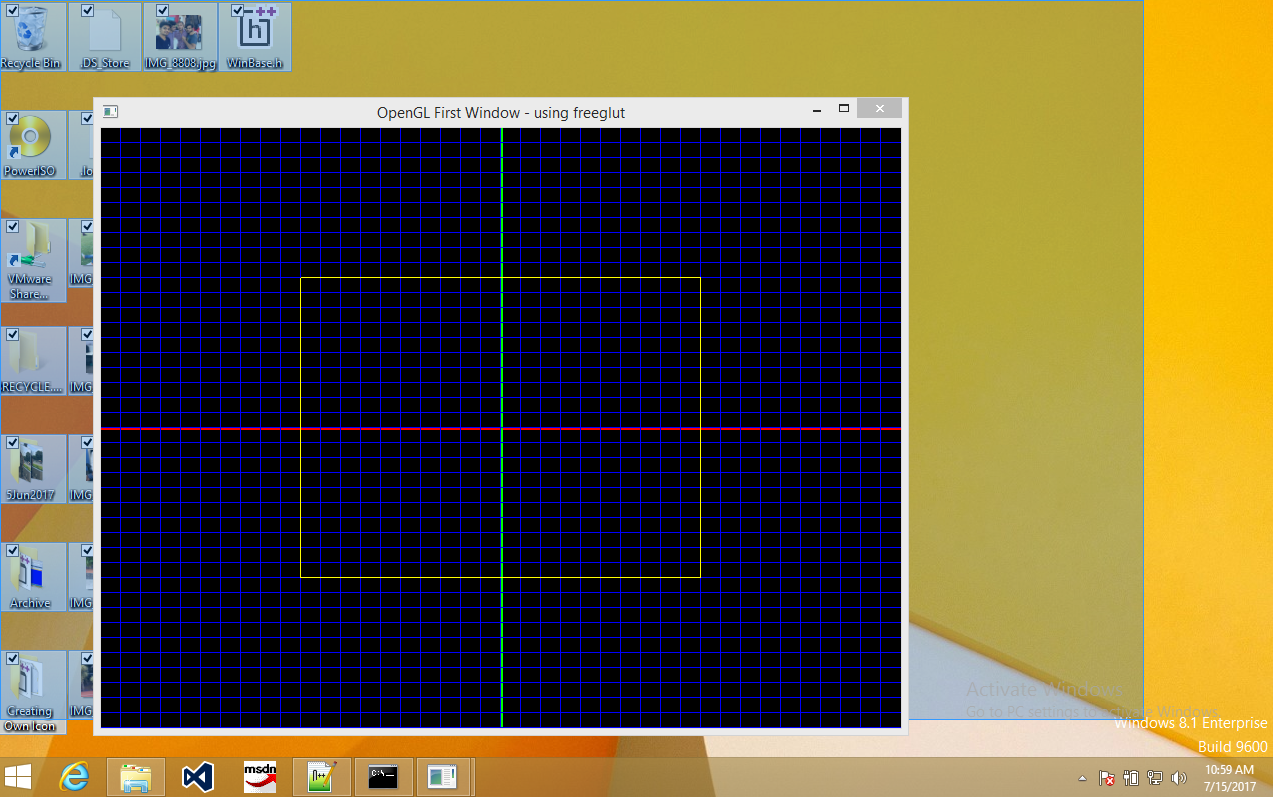 Recycle Bin
.DS_Store
IMG_8808.jpg
WinBase.h
OpenGL First Window - using freeglut
PowerISO
.lo
VMware
Share...
IMG
RECYCLE....
IMG
5Jun2017
IMG
Archive
IMG
Creating
Own Icon
IMG
Activate Windows
Go to PC settings to activate Windows.
Windows 8.1 Enterprise
Build 9600
msdn
C:\
10:59 AM
7/15/2017